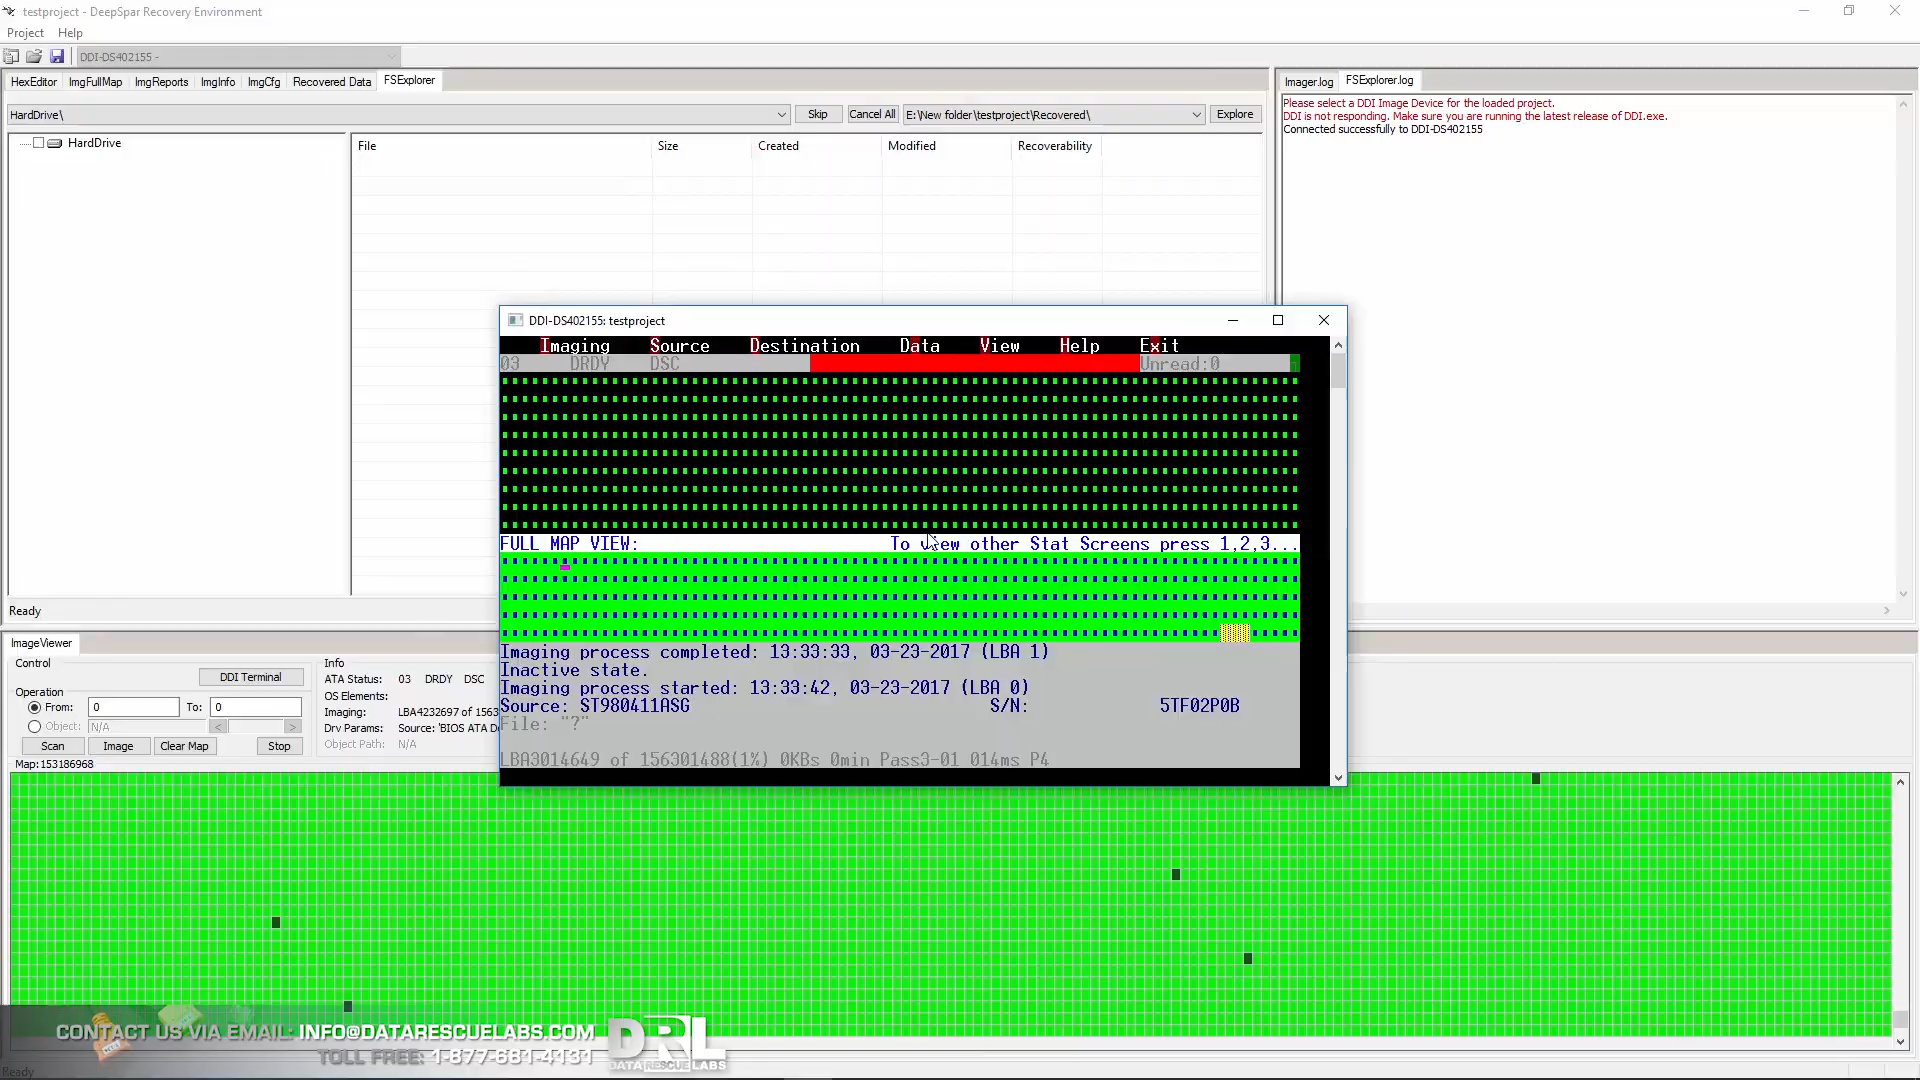 testproject - DeepSpar Recovery Environment
Project Help
DDI-DS402155 -
HexEditor ImgFullMap ImgReports ImgInfo ImgCfg Recovered Data FSExplorer
HardDrive\ Skip Cancel All E:\New folder\testproject\Recovered\ Explore
HardDrive
File Size Created Modified Recoverability
Ready
Imager.log FSExplorer.log
Please select a DDI Image Device for the loaded project.
DDI is not responding. Make sure you are running the latest release of DDI.exe.
Connected successfully to DDI-DS402155
DDI-DS402155: testproject
Imaging Source Destination Data View Help Exit
03 DRDY DSC Unread:0
FULL MAP VIEW: To view other Stat Screens press 1,2,3...
Imaging process completed: 13:33:33, 03-23-2017 (LBA 1)
Inactive state.
Imaging process started: 13:33:42, 03-23-2017 (LBA 0)
Source: ST980411ASG S/N: 5TF02P0B
File: "?"
LBA3014649 of 156301488(1%) 0KBs 0min Pass3-01 014ms P4
ImageViewer
Control
DDI Terminal
Operation
From: 0 To: 0
Object: N/A < >
Scan Image Clear Map Stop
Info
ATA Status: 03 DRDY DSC
OS Elements:
Imaging: LBA4232697 of 1563
Drv Params: Source: 'BIOS ATA De
Object Path: N/A
Map:153186968
CONTACT US VIA EMAIL: INFO@DATARESCUELABS.COM
TOLL FREE: 1-877-681-4131
DRL
DATA RESCUE LABS
Ready